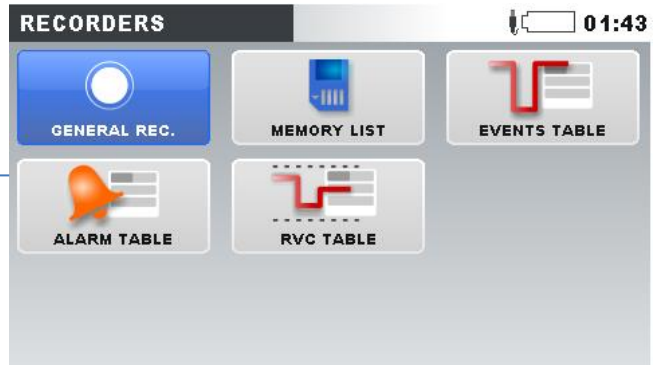 RECORDERS 01:43
GENERAL REC. MEMORY LIST EVENTS TABLE
ALARM TABLE RVC TABLE